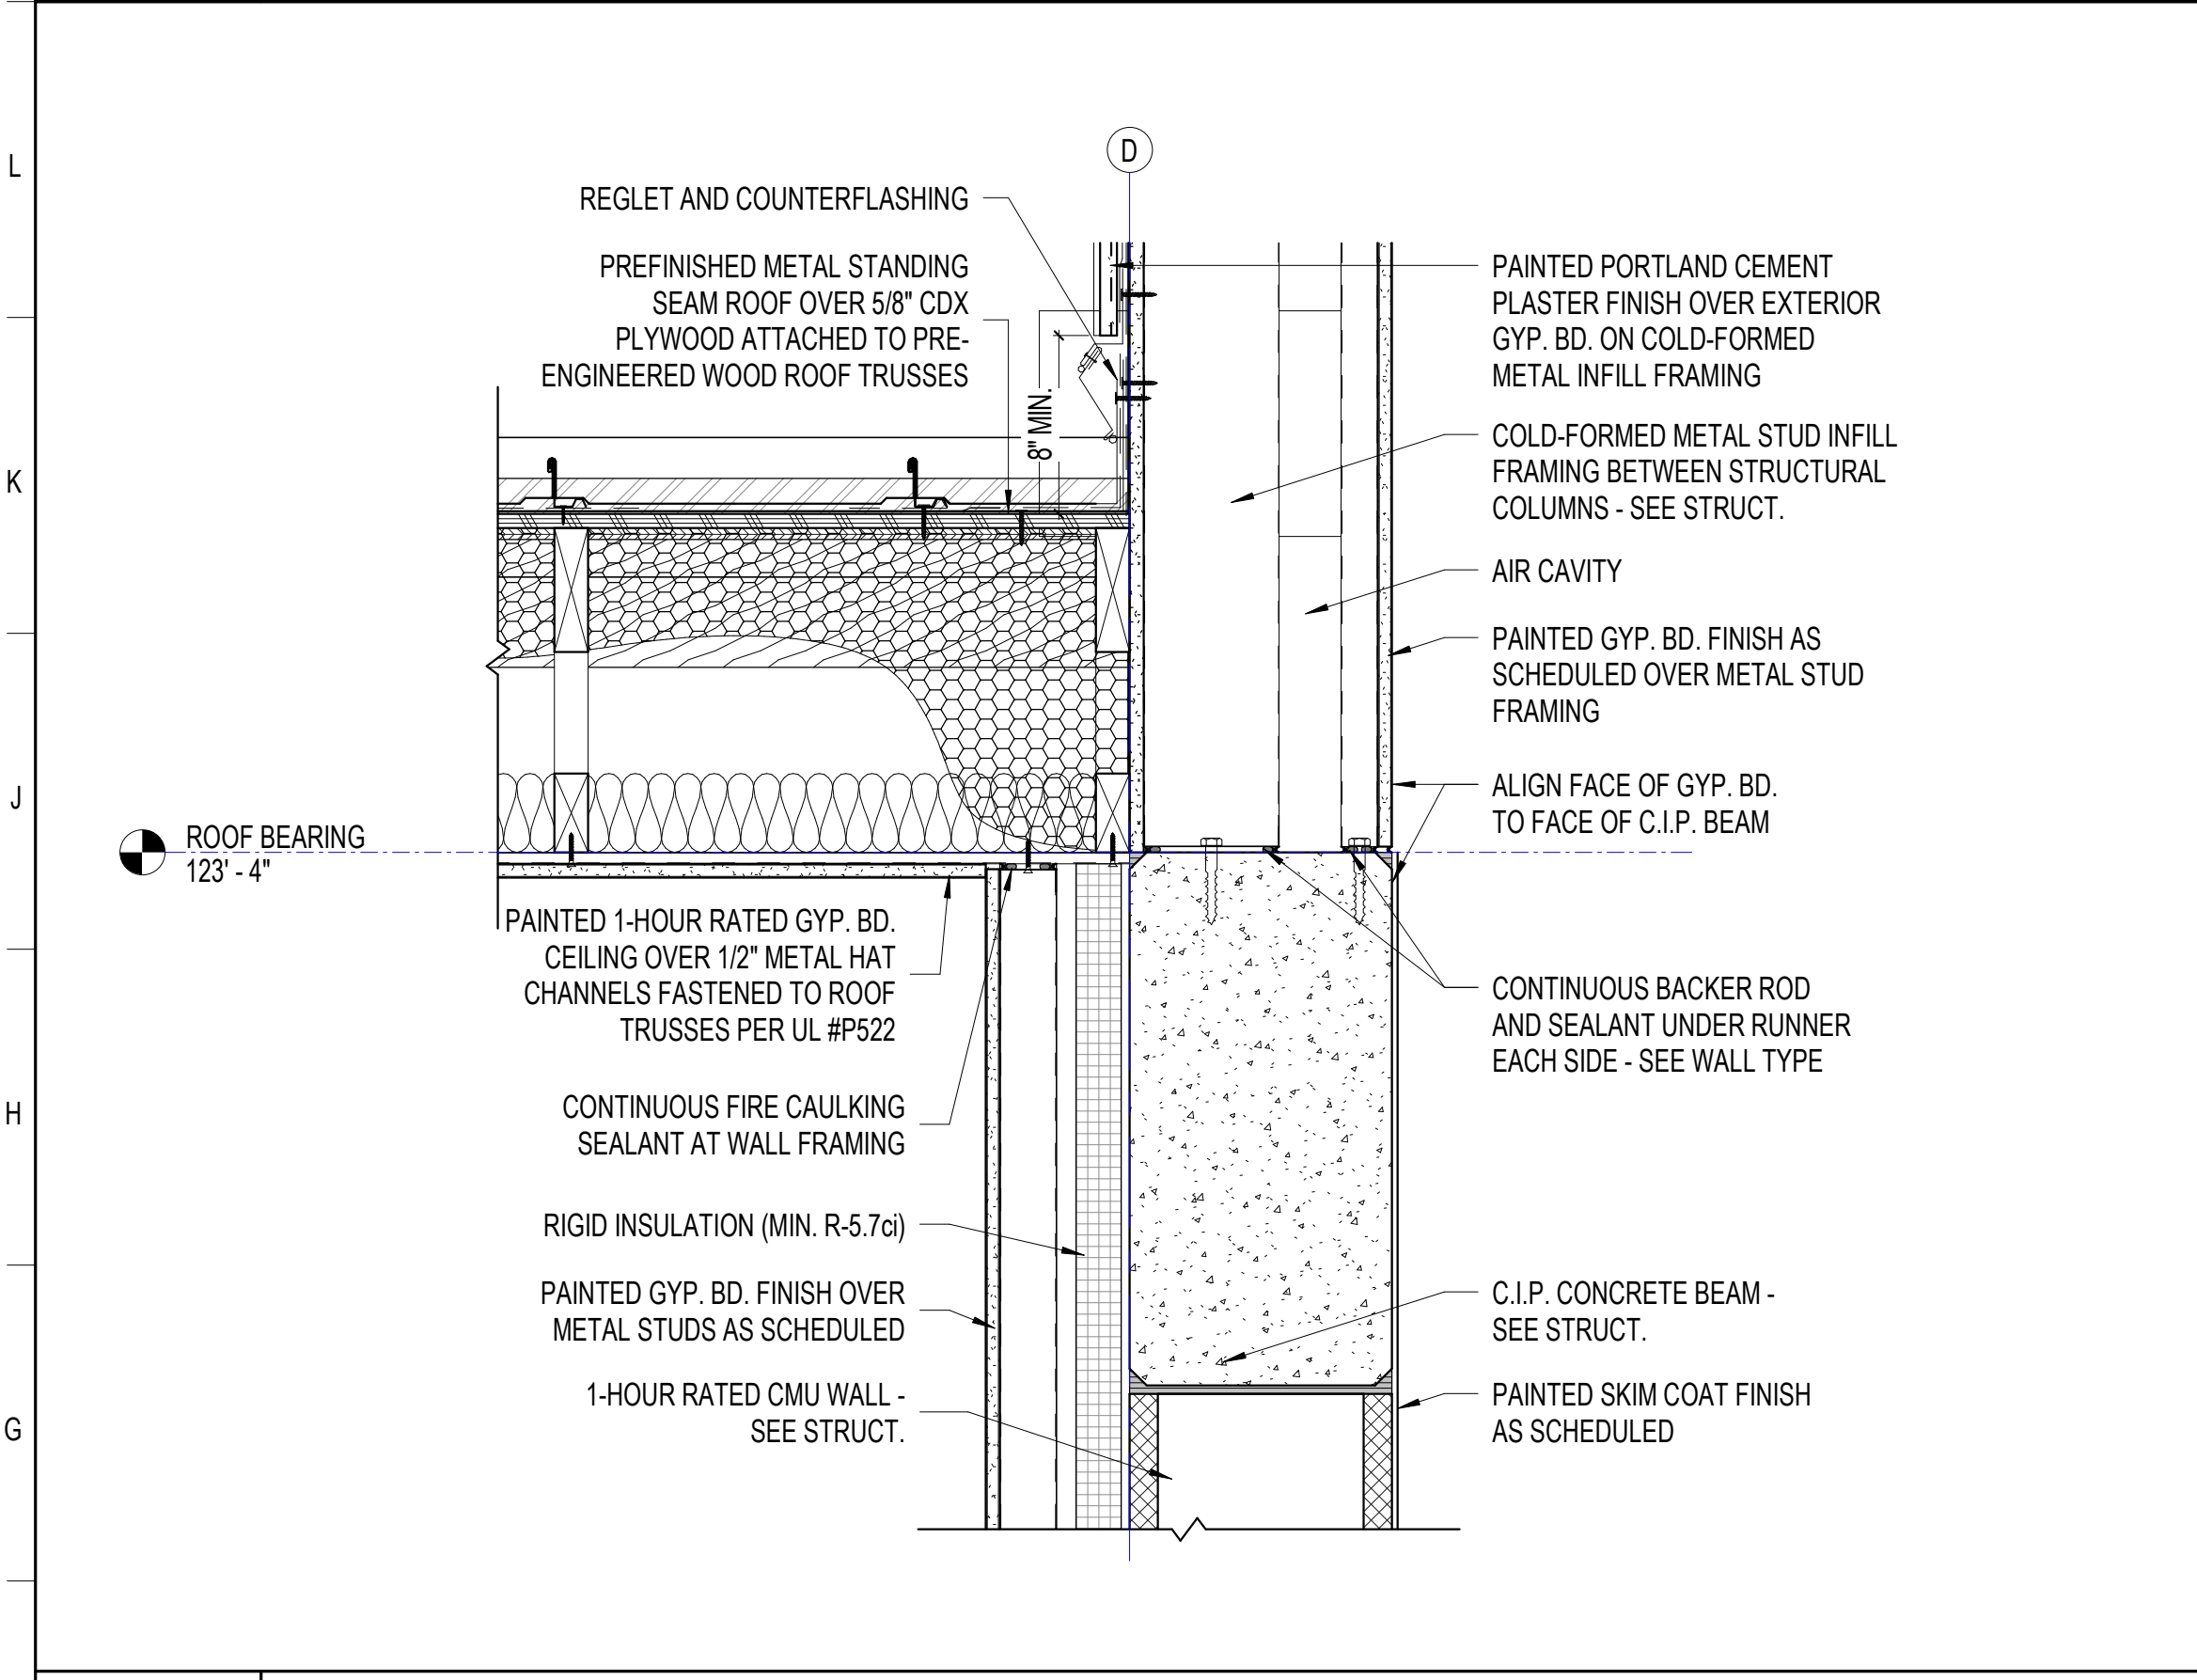 D
L
K
J
H
G
REGLET AND COUNTERFLASHING
PREFINISHED METAL STANDING
SEAM ROOF OVER 5/8" CDX
PLYWOOD ATTACHED TO PRE-
ENGINEERED WOOD ROOF TRUSSES
8" MIN.
PAINTED PORTLAND CEMENT
PLASTER FINISH OVER EXTERIOR
GYP. BD. ON COLD-FORMED
METAL INFILL FRAMING
COLD-FORMED METAL STUD INFILL
FRAMING BETWEEN STRUCTURAL
COLUMNS - SEE STRUCT.
AIR CAVITY
PAINTED GYP. BD. FINISH AS
SCHEDULED OVER METAL STUD
FRAMING
ALIGN FACE OF GYP. BD.
TO FACE OF C.I.P. BEAM
ROOF BEARING
123' - 4"
PAINTED 1-HOUR RATED GYP. BD.
CEILING OVER 1/2" METAL HAT
CHANNELS FASTENED TO ROOF
TRUSSES PER UL #P522
CONTINUOUS BACKER ROD
AND SEALANT UNDER RUNNER
EACH SIDE - SEE WALL TYPE
CONTINUOUS FIRE CAULKING
SEALANT AT WALL FRAMING
RIGID INSULATION (MIN. R-5.7ci)
PAINTED GYP. BD. FINISH OVER
METAL STUDS AS SCHEDULED
1-HOUR RATED CMU WALL -
SEE STRUCT.
C.I.P. CONCRETE BEAM -
SEE STRUCT.
PAINTED SKIM COAT FINISH
AS SCHEDULED